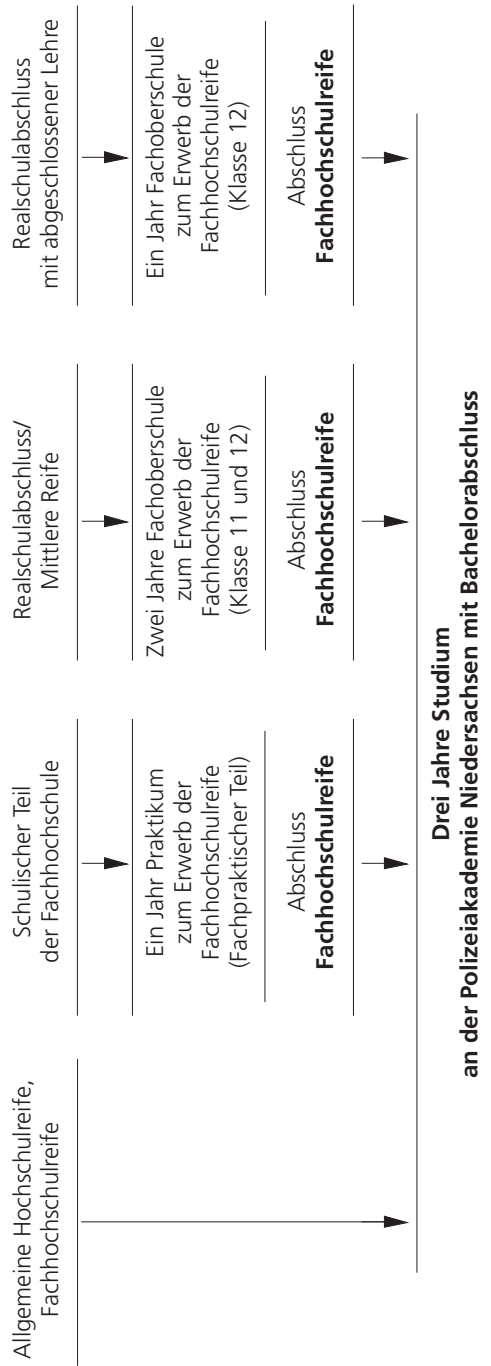 Allgemeine Hochschulreife,
Fachhochschulreife
Schulischer Teil
der Fachhochschule
Ein Jahr Praktikum
zum Erwerb der
Fachhochschulreife
(Fachpraktischer Teil)
Abschluss
Fachhochschulreife
Realschulabschluss/
Mittlere Reife
Zwei Jahre Fachoberschule
zum Erwerb der
Fachhochschulreife
(Klasse 11 und 12)
Abschluss
Fachhochschulreife
Realschulabschluss
mit abgeschlossener Lehre
Ein Jahr Fachoberschule
zum Erwerb der
Fachhochschulreife
(Klasse 12)
Abschluss
Fachhochschulreife
Drei Jahre Studium
an der Polizeiakademie Niedersachsen mit Bachelorabschluss